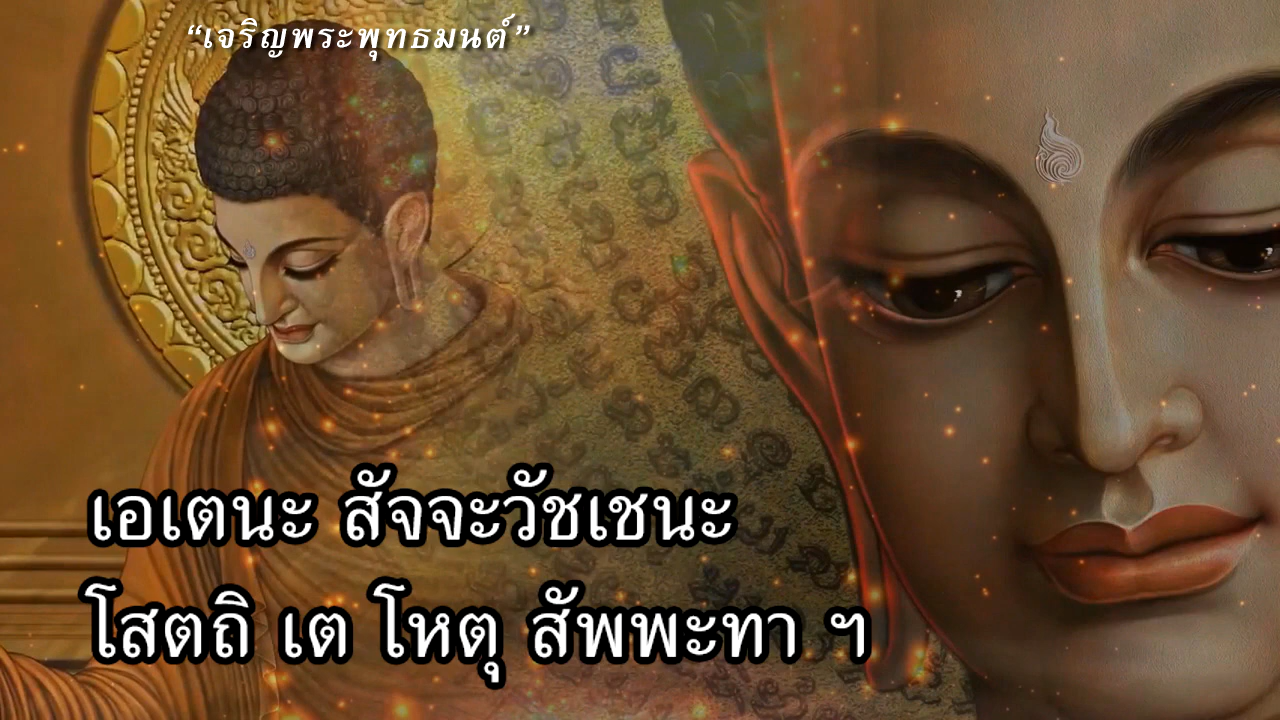 “เจริญพระพุทธมนต์”
เอเตนะ สัจจะวัชเชนะ
โสตถิ เต โหตุ สัพพะทา ฯ